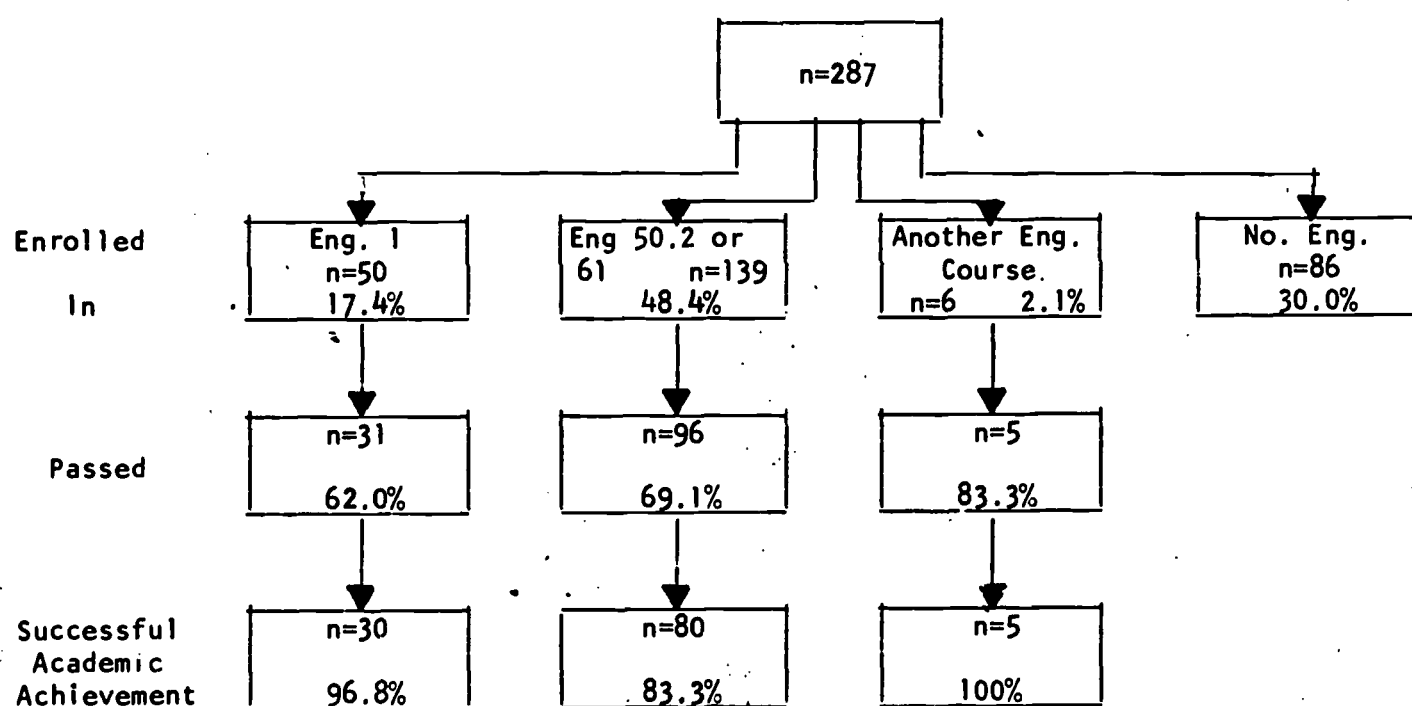 n=287
Enrolled
In
Eng. 1
n=50
17.4%
Eng 50.2 or
61 n=139
48.4%
Another Eng.
Course.
n=6 2.1%
No. Eng.
n=86
30.0%
Passed
n=31
62.0%
n=96
69.1%
n=5
83.3%
Successful
Academic
Achievement
n=30
96.8%
n=80
83.3%
n=5
100%